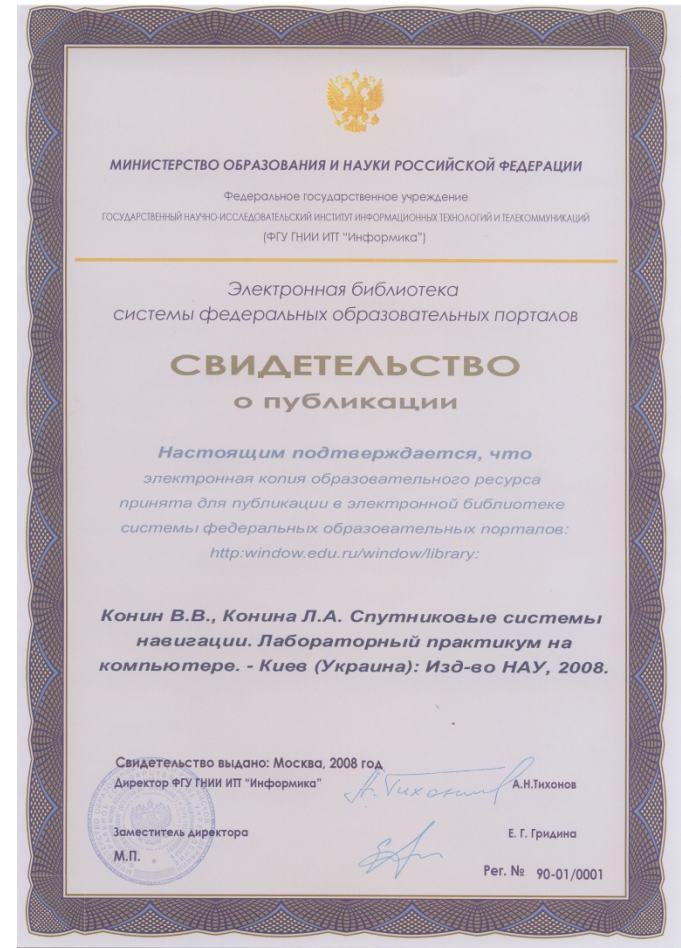 МИНИСТЕРСТВО ОБРАЗОВАНИЯ И НАУКИ РОССИЙСКОЙ ФЕДЕРАЦИИ
Федеральное государственное учреждение
ГОСУДАРСТВЕННЫЙ НАУЧНО-ИССЛЕДОВАТЕЛЬСКИЙ ИНСТИТУТ ИНФОРМАЦИОННЫХ ТЕХНОЛОГИЙ И ТЕЛЕКОММУНИКАЦИЙ
(ФГУ ГНИИ ИТТ "Информика")
Электронная библиотека
системы федеральных образовательных порталов
СВИДЕТЕЛЬСТВО
о публикации
Настоящим подтверждается, что
электронная копия образовательного ресурса
принята для публикации в электронной библиотеке
системы федеральных образовательных порталов:
http:window.edu.ru/window/library:
Конин В.В., Конина Л.А. Спутниковые системы
навигации. Лабораторный практикум на
компьютере. - Киев (Украина): Изд-во НАУ, 2008.
Свидетельство выдано: Москва, 2008 год
Директор ФГУ ГНИИ ИТТ "Информика" А.Н.Тихонов
Заместитель директора Е. Г. Гридина
М.П.
Рег. № 90-01/0001